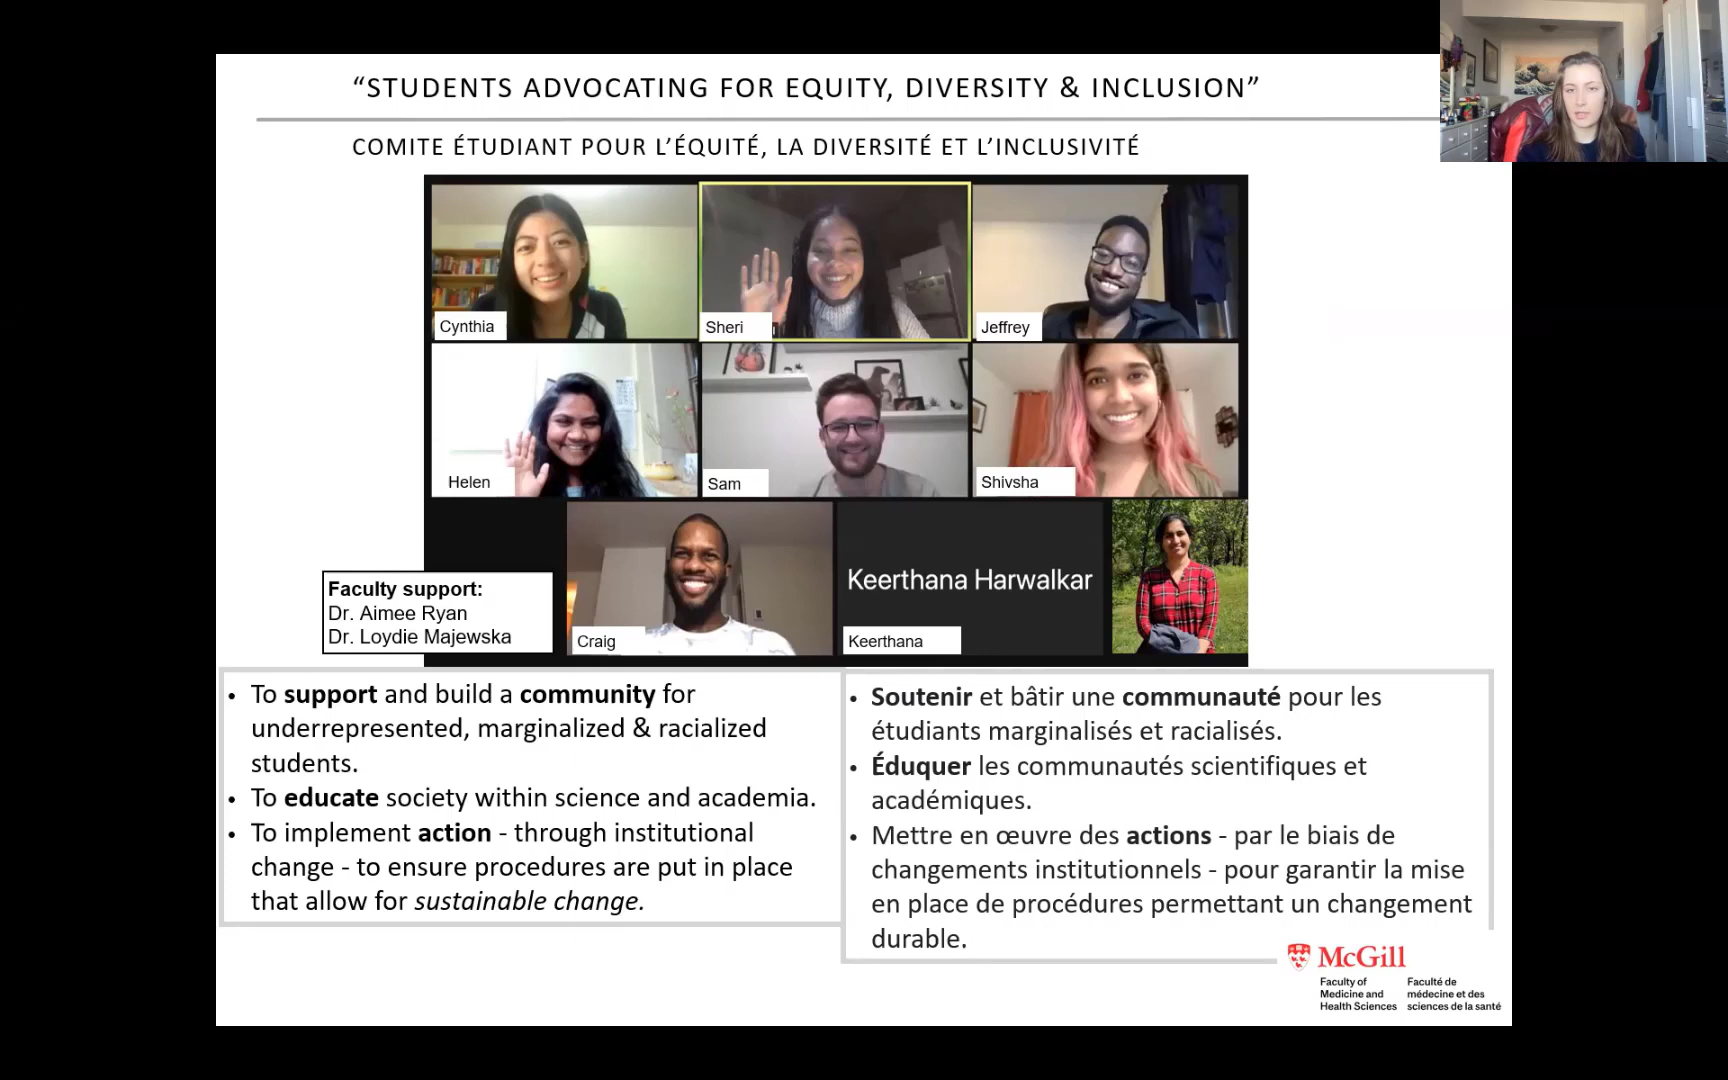 “STUDENTS ADVOCATING FOR EQUITY, DIVERSITY & INCLUSION”
COMITE ÉTUDIANT POUR L’ÉQUITÉ, LA DIVERSITÉ ET L’INCLUSIVITÉ
Cynthia
Sheri
Jeffrey
Helen
Sam
Shivsha
Faculty support:
Dr. Aimee Ryan
Dr. Loydie Majewska
Craig
Keerthana Harwalkar
Keerthana
• To support and build a community for
underrepresented, marginalized & racialized
students.
• To educate society within science and academia.
• To implement action - through institutional
change - to ensure procedures are put in place
that allow for sustainable change.
• Soutenir et bâtir une communauté pour les
étudiants marginalisés et racialisés.
• Éduquer les communautés scientifiques et
académiques.
• Mettre en œuvre des actions - par le biais de
changements institutionnels - pour garantir la mise
en place de procédures permettant un changement
durable.
McGill
Faculty of
Medicine and
Health Sciences
Faculté de
médecine et des
sciences de la santé